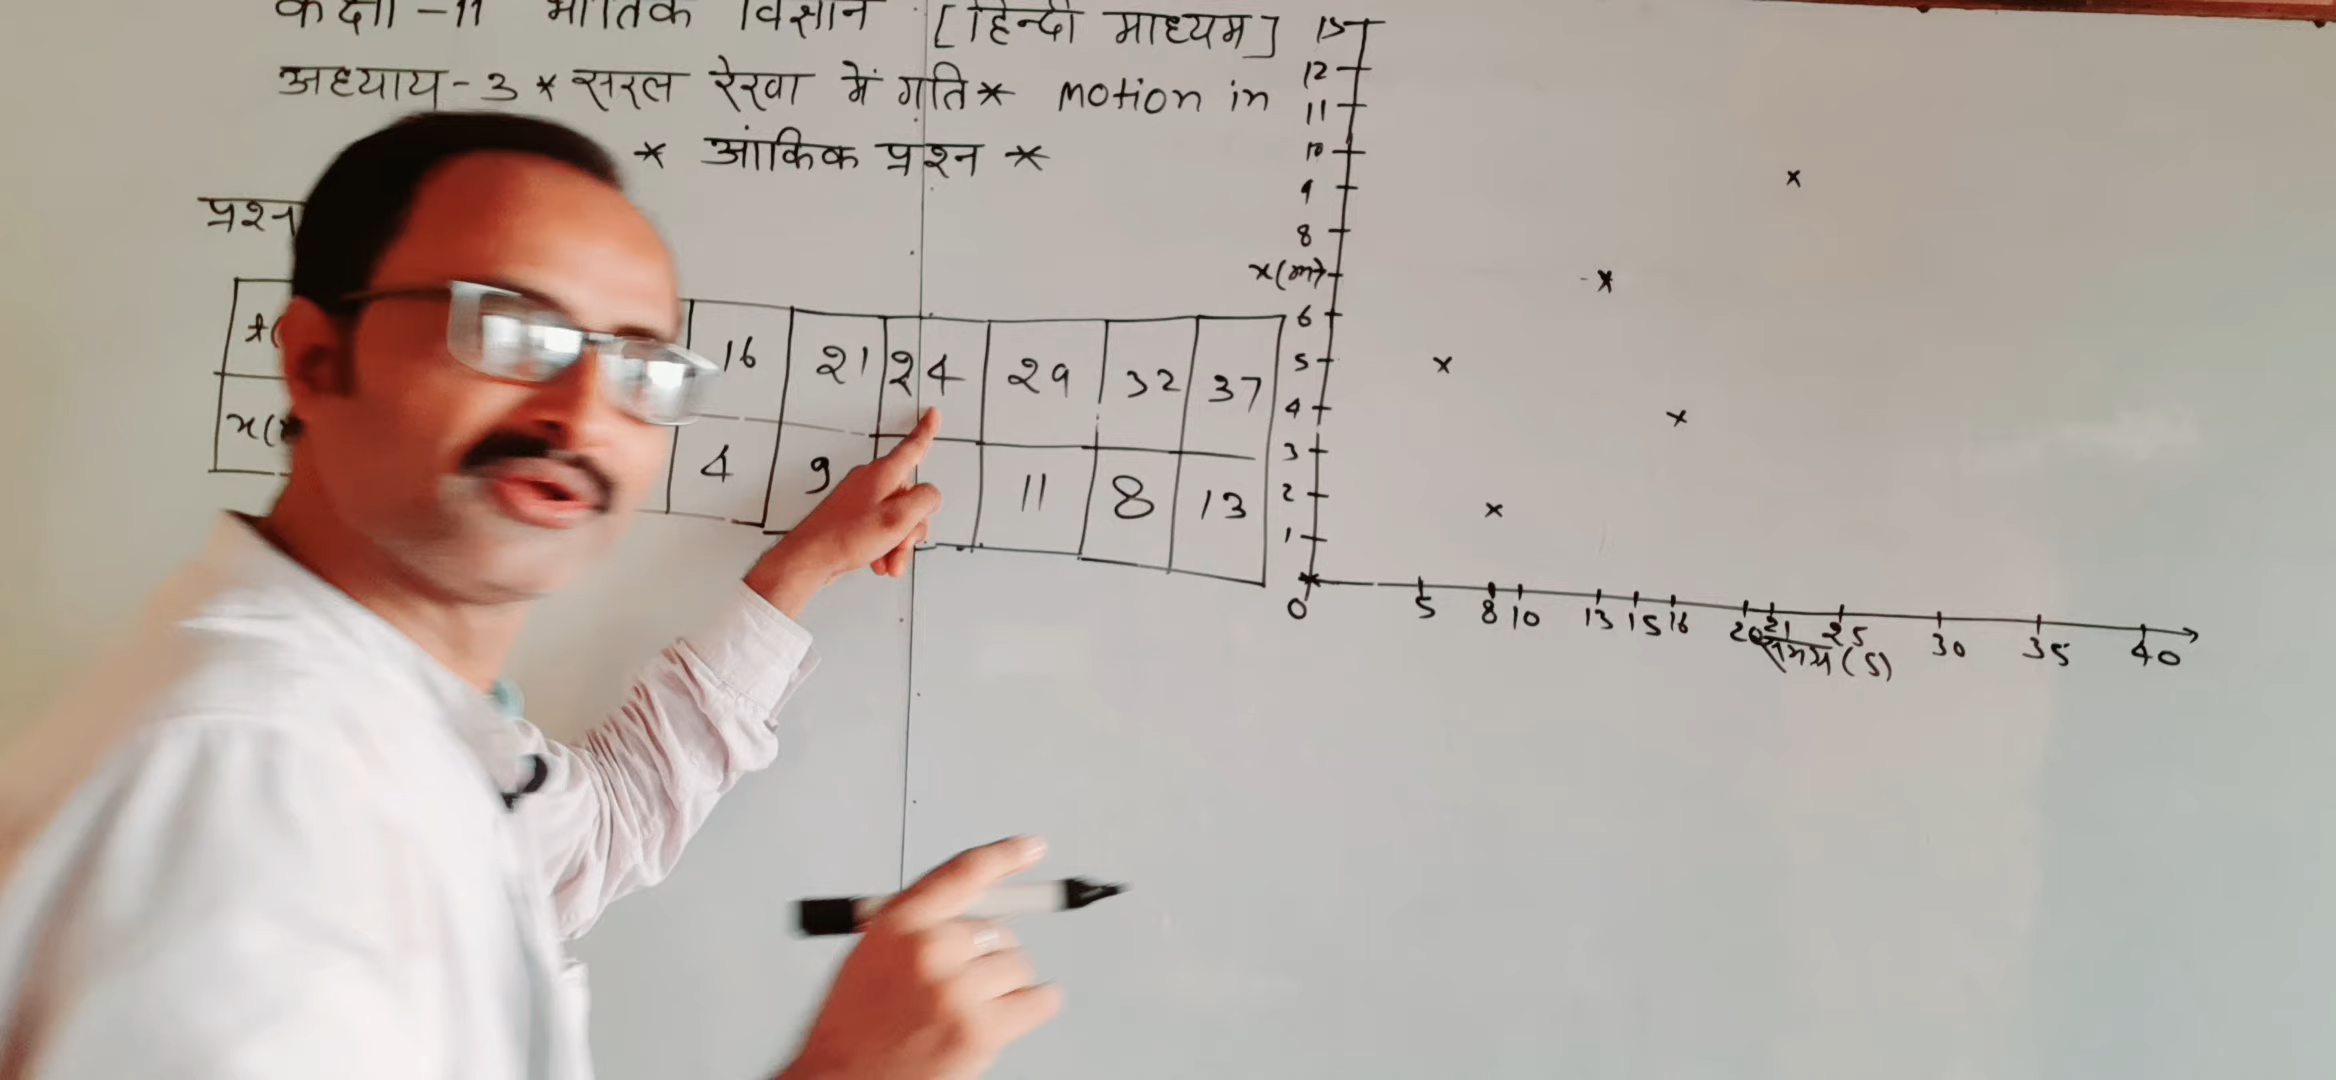 कक्षा -11 भौतिक विज्ञान [हिन्दी माध्यम]
अध्याय - 3 * सरल रेखा में गति * motion in
* आंकिक प्रश्न *
प्रश्न
t(
16 21 24 29 32 37
x(
4 9 11 8 13
12
11
10
9
8
x(m)
6
5
4
3
2
1
0 5 8 10 13 15 16 20 21 25 30 35 40
समय (s)